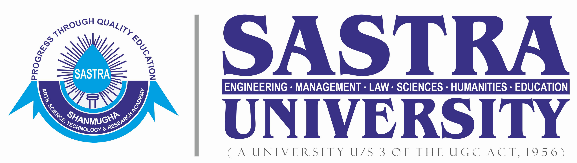 PROGRESS THROUGH QUALITY EDUCATION
SASTRA
SHANMUGHA
ARTS, SCIENCE, TECHNOLOGY & RESEARCH ACADEMY
SASTRA
ENGINEERING · MANAGEMENT · LAW · SCIENCES · HUMANITIES · EDUCATION
UNIVERSITY
( A UNIVERSITY U/S 3 OF THE UGC ACT, 1956 )